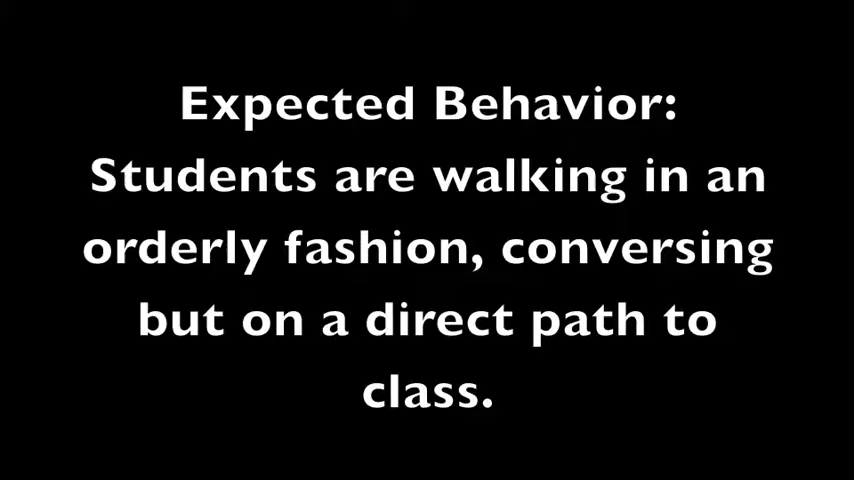 Expected Behavior:
Students are walking in an
orderly fashion, conversing
but on a direct path to
class.